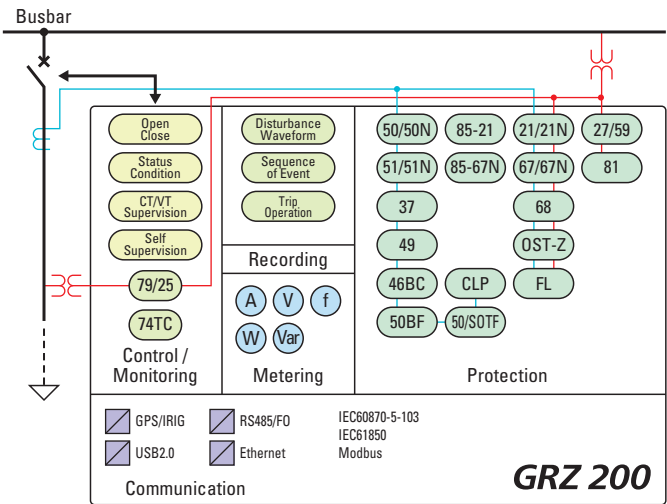 Busbar
Open
Close
Status
Condition
CT/VT
Supervision
Self
Supervision
79/25
74TC
Control /
Monitoring
Disturbance
Waveform
Sequence
of Event
Trip
Operation
Recording
A V f
W Var
Metering
50/50N 85-21 21/21N 27/59
51/51N 85-67N 67/67N 81
37 68
49 OST-Z
46BC CLP FL
50BF 50/SOTF
Protection
GPS/IRIG RS485/FO IEC60870-5-103
IEC61850
USB2.0 Ethernet Modbus
Communication
GRZ 200